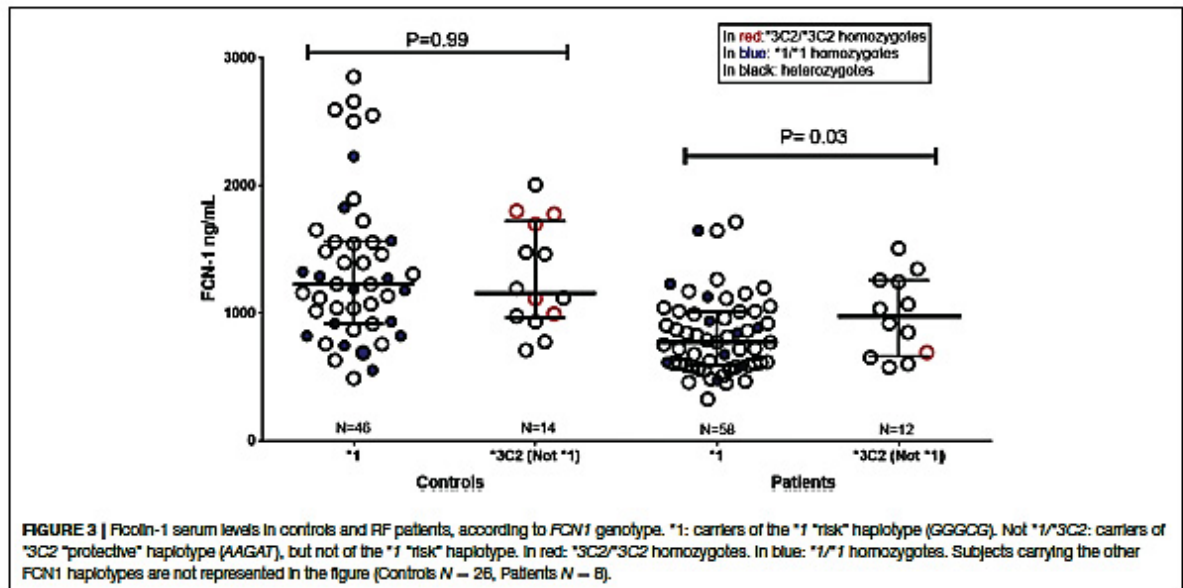 P=0.99
In red:*3C2/*3C2 homozygotes
In blue: *1/*1 homozygotes
In black: heterozygotes
P= 0.03
3000
2000
1000
0
FCN-1 ng/mL
N=46
N=14
N=58
N=12
*1
*3C2 (Not *1)
*1
*3C2 (Not *1)
Controls
Patients
FIGURE 3 | Ficolin-1 serum levels in controls and RF patients, according to FCN1 genotype. *1: carriers of the *1 "risk" haplotype (GGGCG). Not *1/*3C2: carriers of
*3C2 "protective" haplotype (AAGAT), but not of the *1 "risk" haplotype. In red: *3C2/*3C2 homozygotes. In blue: *1/*1 homozygotes. Subjects carrying the other
FCN1 haplotypes are not represented in the figure (Controls N = 26, Patients N = 8).